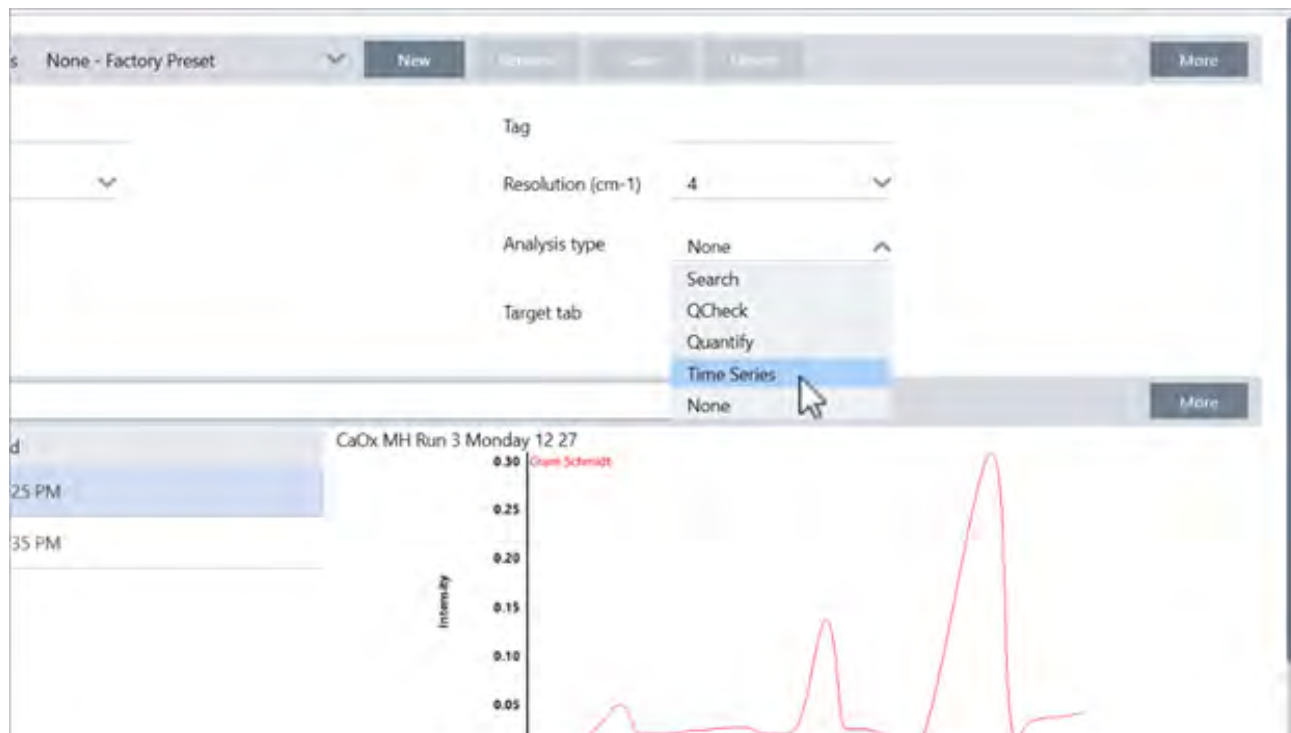 s None - Factory Preset New More
Tag
Resolution (cm-1) 4
Analysis type None
Search
QCheck
Target tab
Quantify
Time Series
None
More
d
25 PM
35 PM
CaOx MH Run 3 Monday 12 27
Gram Schmidt
0.30
0.25
0.20
0.15
0.10
0.05
Intensity